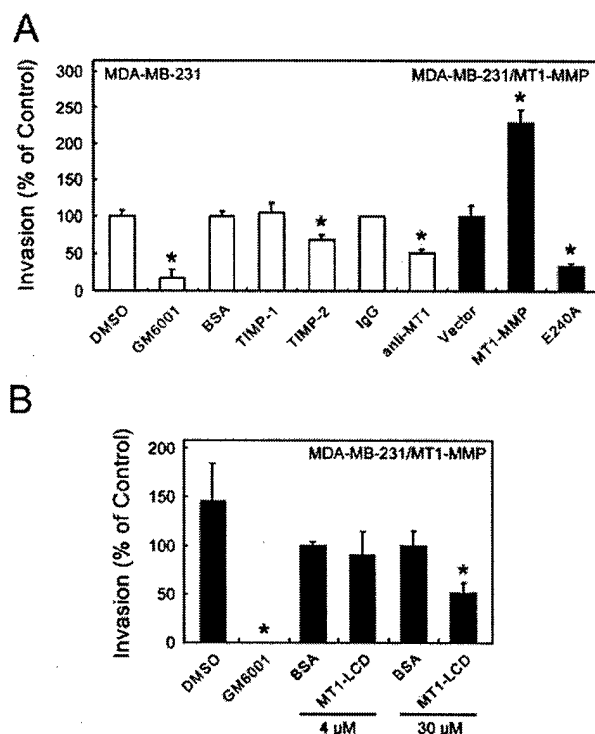 A
MDA-MB-231
MDA-MB-231/MT1-MMP
Invasion (% of Control)
300
250
200
150
100
50
0
*
*
*
*
*
DMSO
GM6001
BSA
TIMP-1
TIMP-2
IgG
anti-MT1
Vector
MT1-MMP
E240A
B
MDA-MB-231/MT1-MMP
Invasion (% of Control)
150
100
50
0
*
*
DMSO
GM6001
BSA
MT1-LCD
BSA
MT1-LCD
4 µM
30 µM